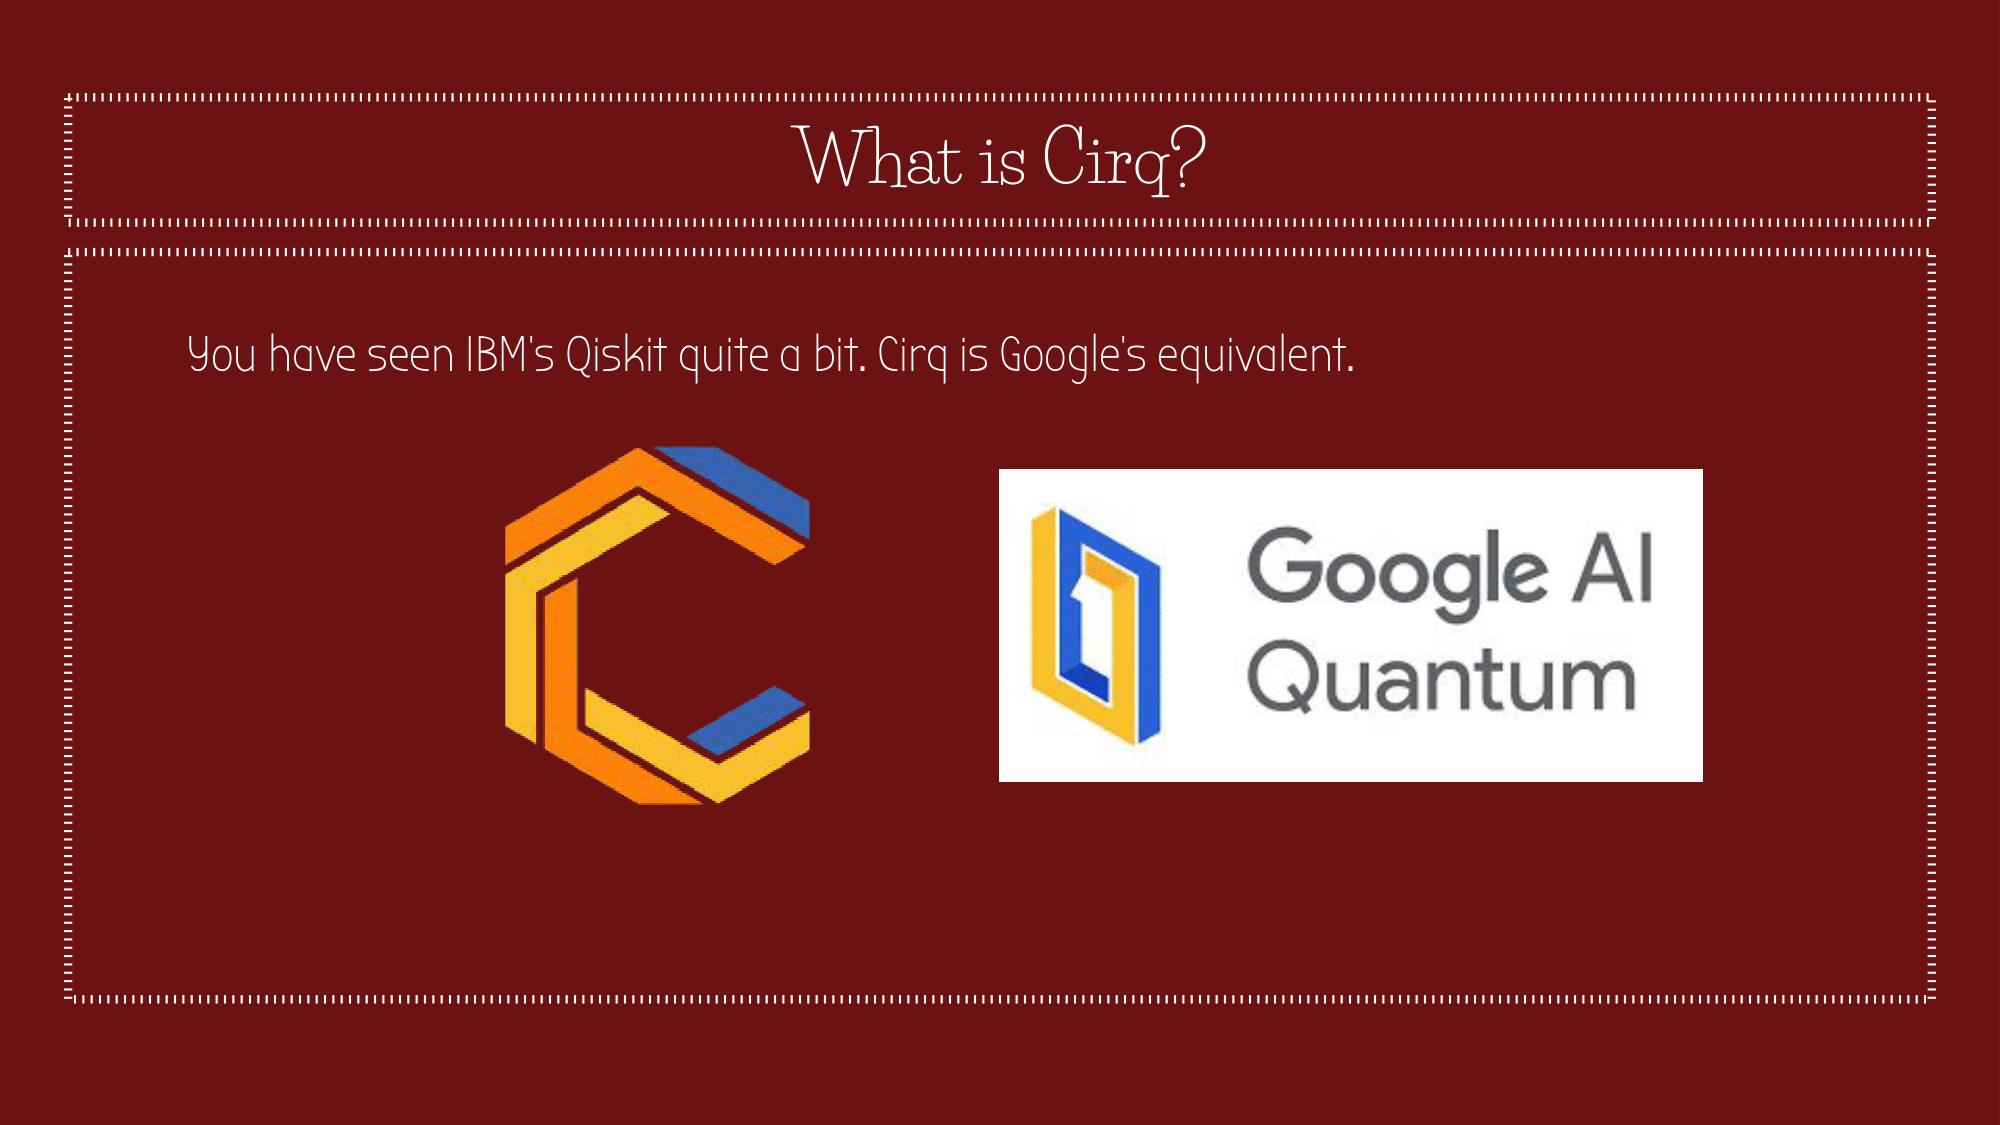 What is Cirq?
You have seen IBM's Qiskit quite a bit. Cirq is Google's equivalent.
Google AI
Quantum